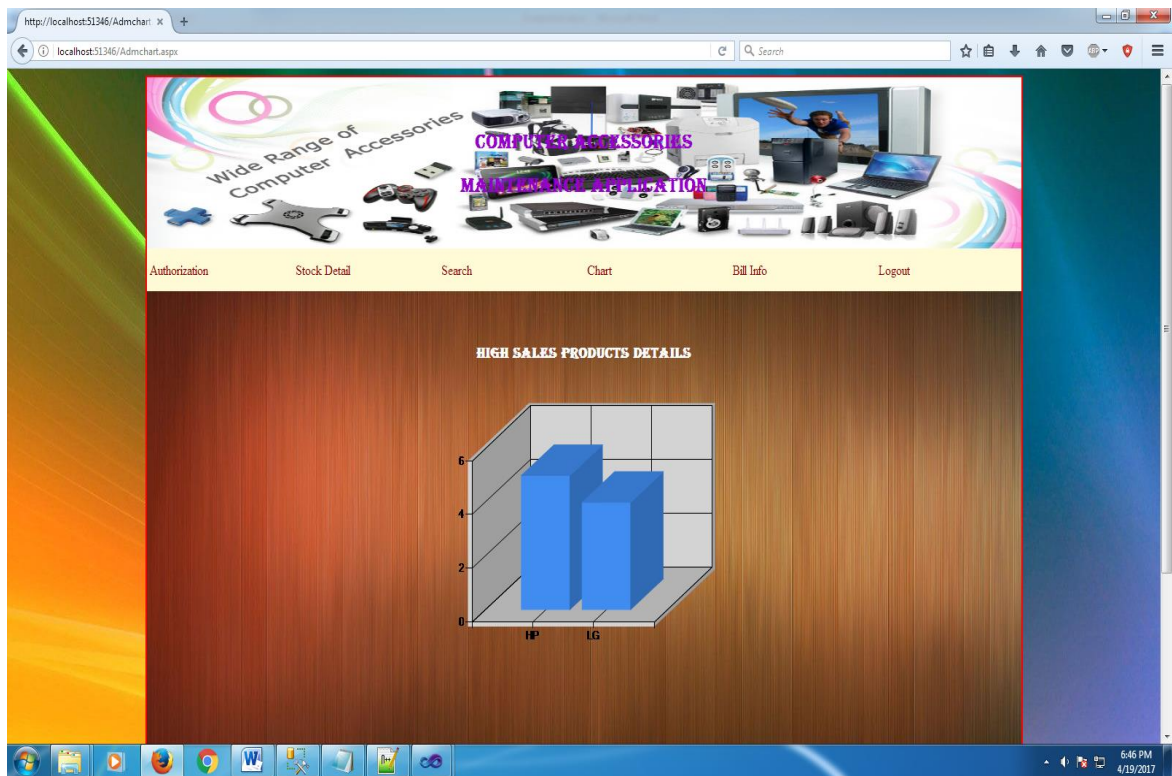 http://localhost:51346/Admchart
localhost:51346/Admchart.aspx
Search
Wide Range of
Computer Accessories
COMPUTER ACCESSORIES
MAINTENANCE APPLICATION
Authorization Stock Detail Search Chart Bill Info Logout
HIGH SALES PRODUCTS DETAILS
6
4
2
0
HP LG
6:46 PM
4/19/2017